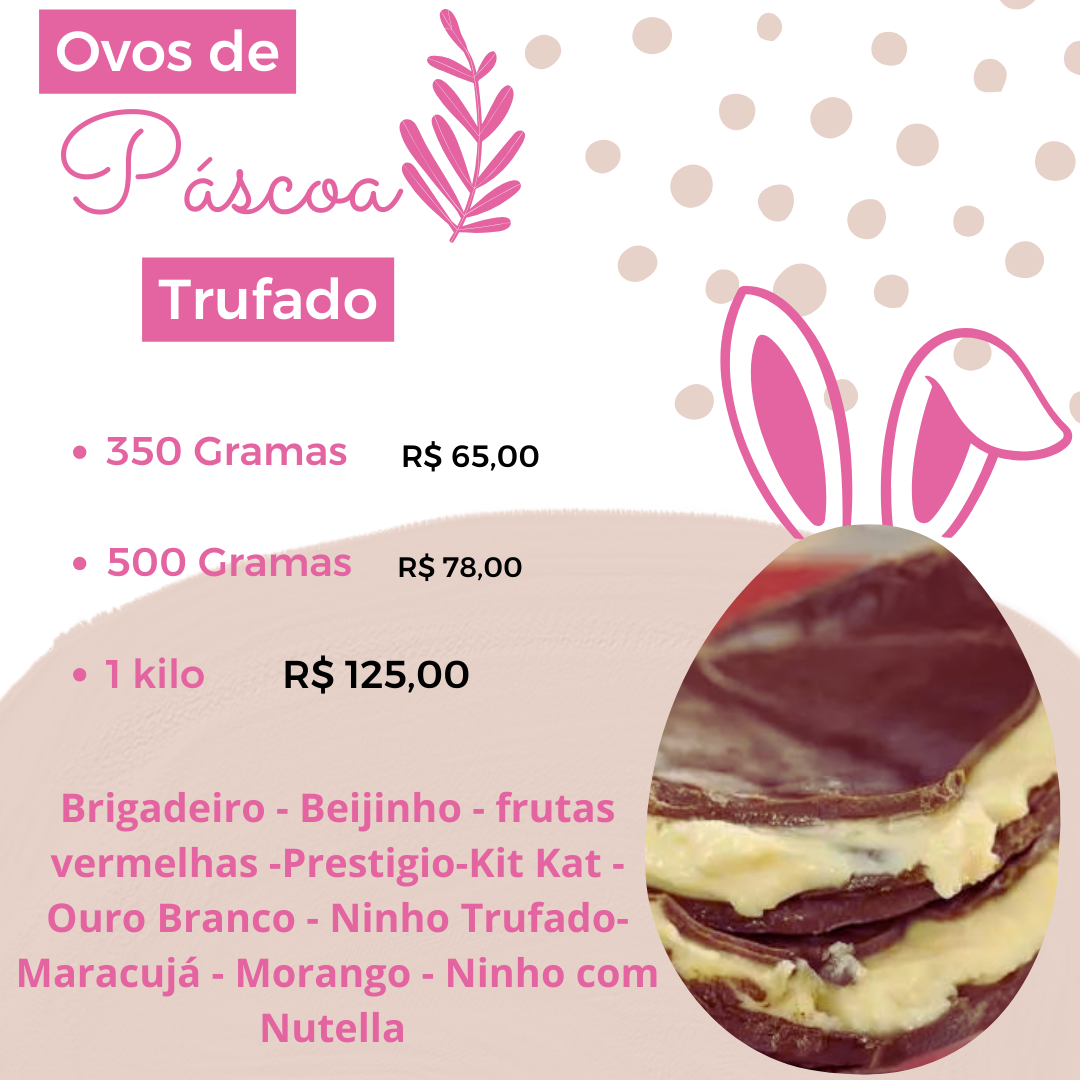 Ovos de
Páscoa
Trufado
• 350 Gramas R$ 65,00
• 500 Gramas R$ 78,00
• 1 kilo R$ 125,00
Brigadeiro - Beijinho - frutas
vermelhas -Prestigio-Kit Kat -
Ouro Branco - Ninho Trufado-
Maracujá - Morango - Ninho com
Nutella